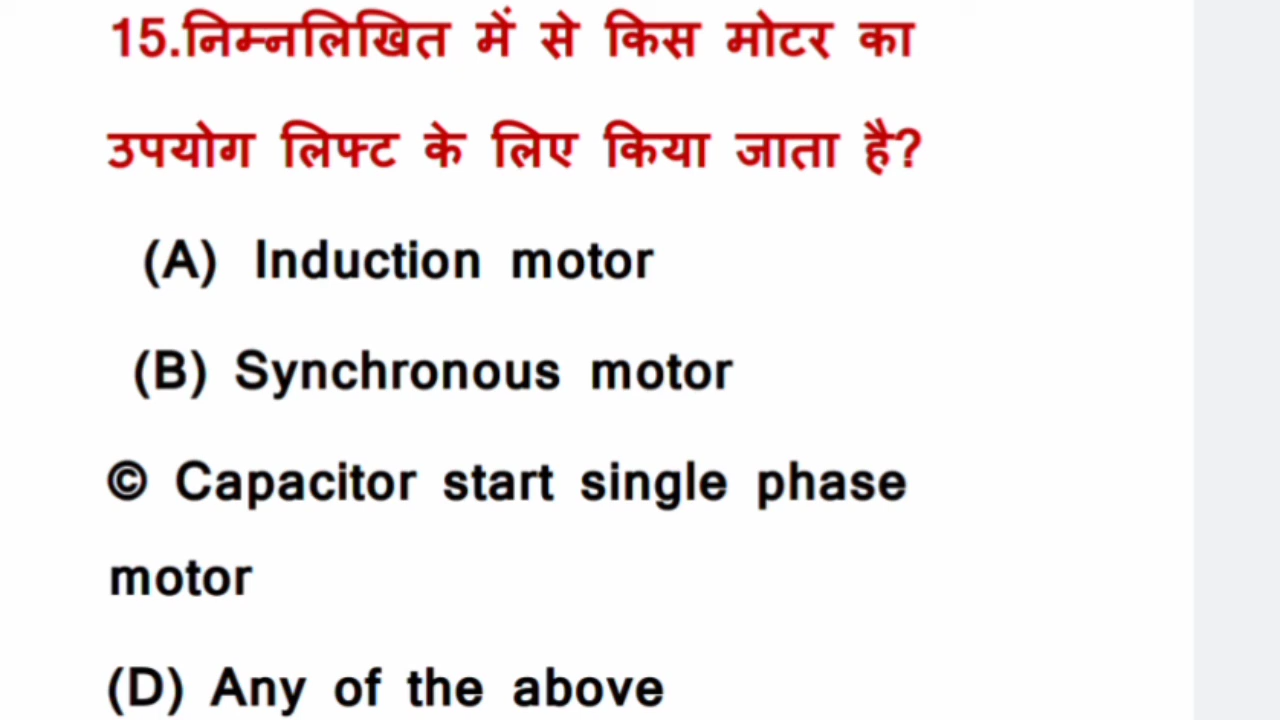 15.निम्नलिखित में से किस मोटर का
उपयोग लिफ्ट के लिए किया जाता है?
(A) Induction motor
(B) Synchronous motor
© Capacitor start single phase
motor
(D) Any of the above